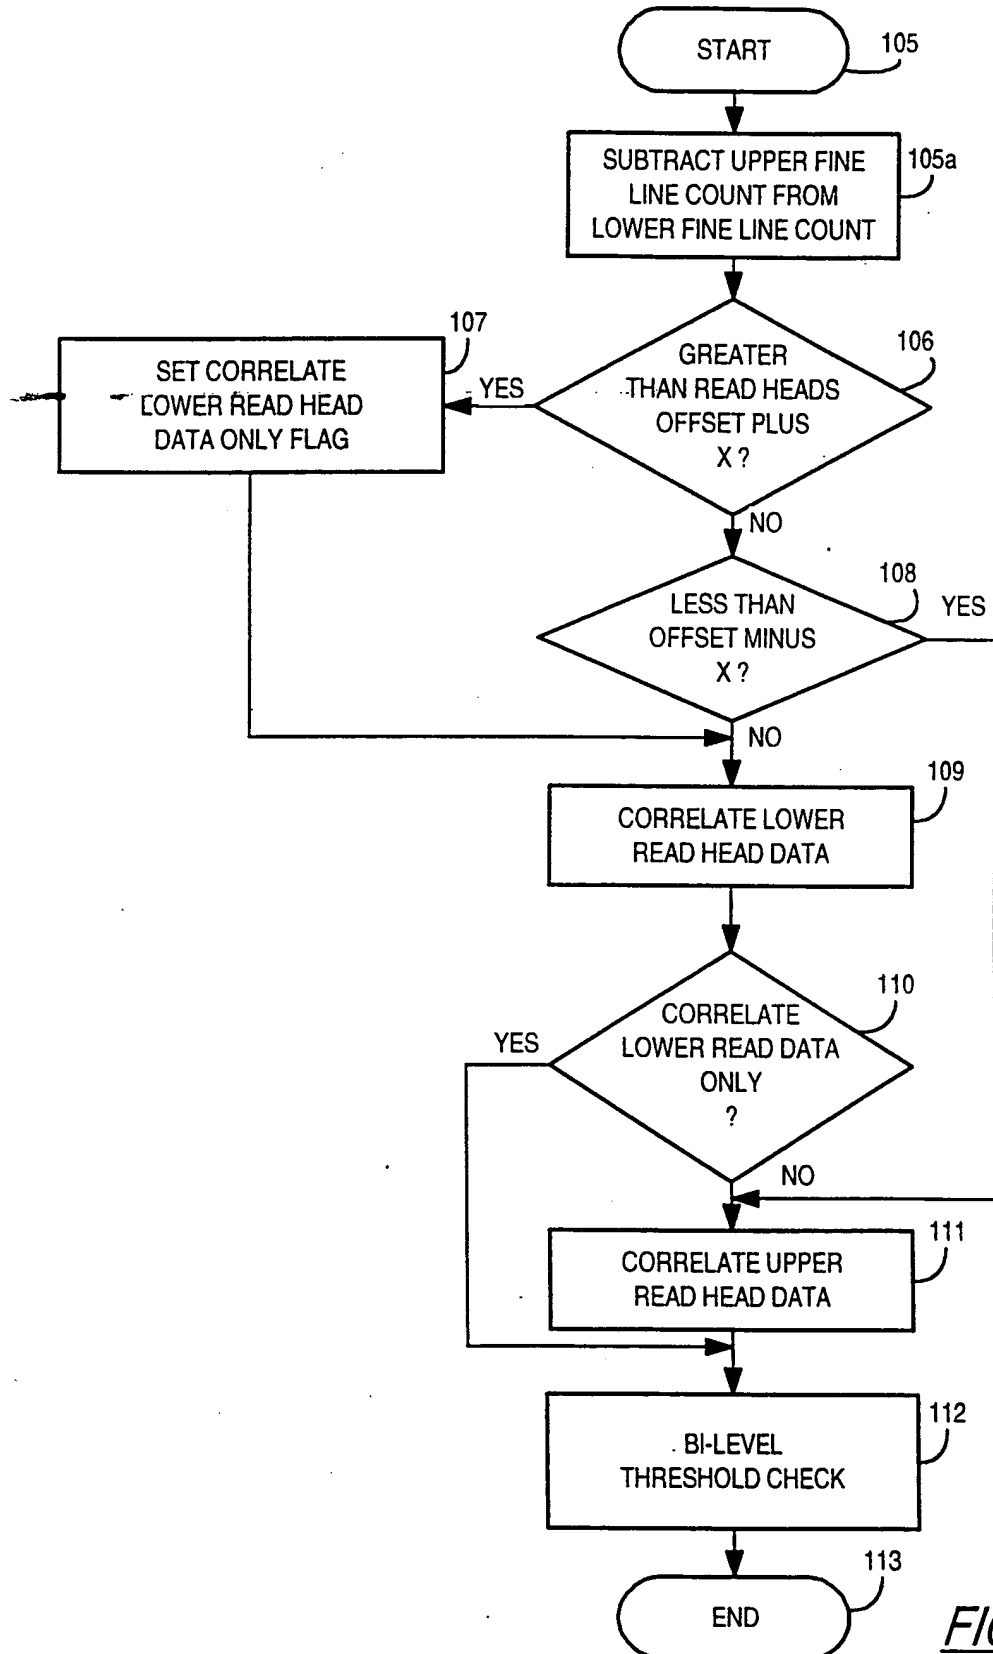 START
105
SUBTRACT UPPER FINE
LINE COUNT FROM
LOWER FINE LINE COUNT
105a
107
SET CORRELATE
LOWER READ HEAD
DATA ONLY FLAG
YES
GREATER
THAN READ HEADS
OFFSET PLUS
X ?
106
NO
108
LESS THAN
OFFSET MINUS
X ?
YES
NO
109
CORRELATE LOWER
READ HEAD DATA
110
CORRELATE
LOWER READ DATA
ONLY
?
YES
NO
111
CORRELATE UPPER
READ HEAD DATA
112
BI-LEVEL
THRESHOLD CHECK
113
END